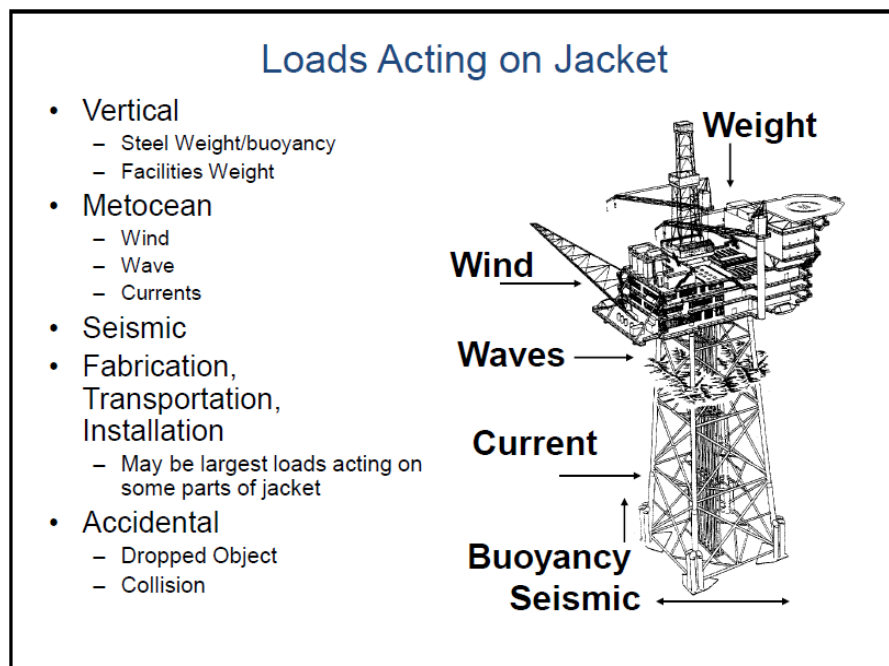 Loads Acting on Jacket
• Vertical
– Steel Weight/buoyancy
– Facilities Weight
• Metocean
– Wind
– Wave
– Currents
• Seismic
• Fabrication,
Transportation,
Installation
– May be largest loads acting on
some parts of jacket
• Accidental
– Dropped Object
– Collision
Weight
Wind
Waves
Current
Buoyancy
Seismic